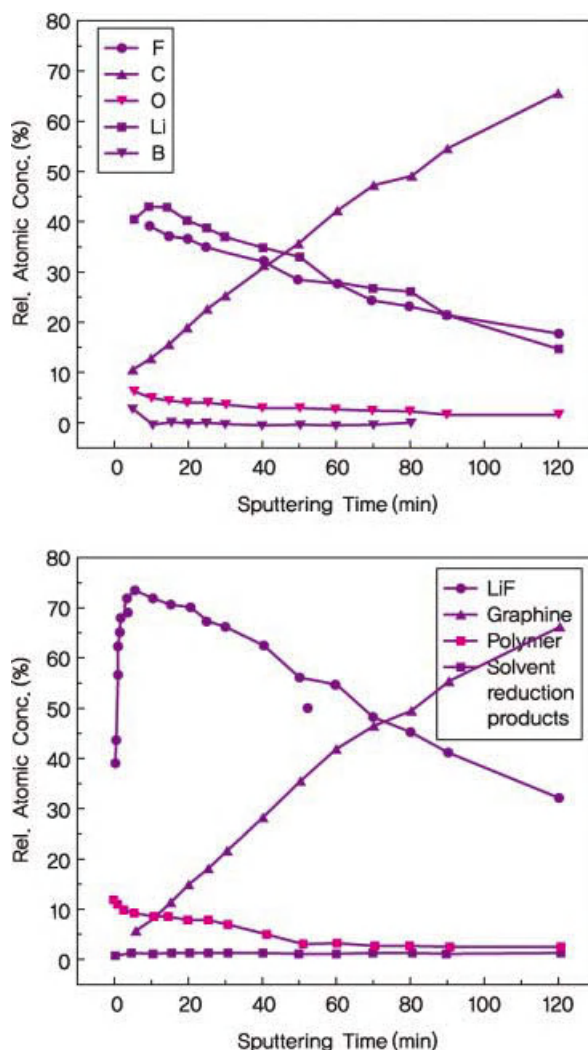 80
70
60
50
40
30
20
10
0
Rel. Atomic Conc. (%)
F
C
O
Li
B
0 20 40 60 80 100 120
Sputtering Time (min)
80
70
60
50
40
30
20
10
0
Rel. Atomic Conc. (%)
LiF
Graphine
Polymer
Solvent
reduction
products
0 20 40 60 80 100 120
Sputtering Time (min)